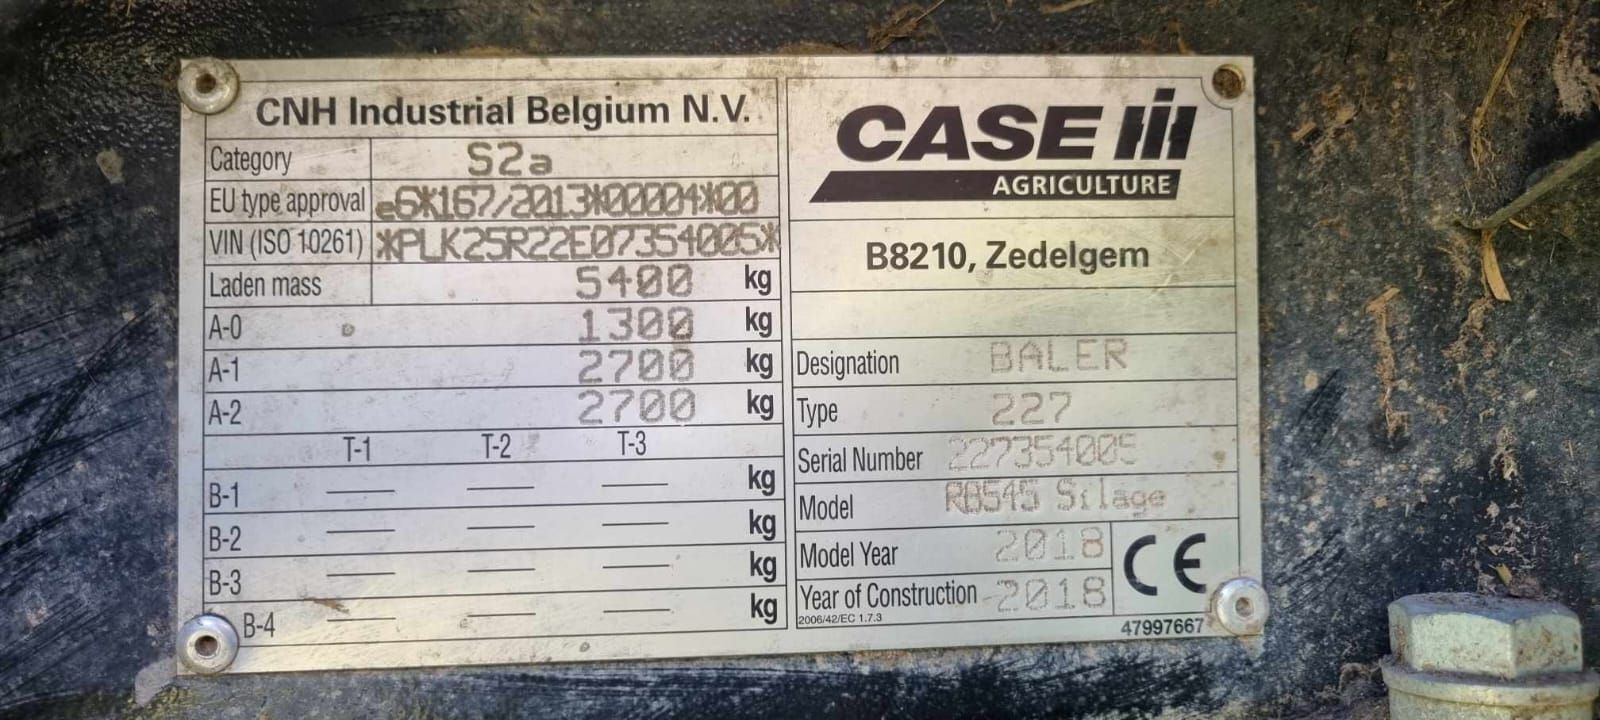 CNH Industrial Belgium N.V.
Category S2a
EU type approval e6*167/2013*00004*00
VIN (ISO 10261) *PLK25R22E07354005*
Laden mass 5400 kg
A-0 1300 kg
A-1 2700 kg
A-2 2700 kg
T-1 T-2 T-3
B-1 — — — kg
B-2 — — — kg
B-3 — — — kg
B-4 — — — kg
CASE IH
AGRICULTURE
B8210, Zedelgem
Designation BALER
Type 227
Serial Number 227354005
Model RB545 Silage
Model Year 2018
Year of Construction 2018
CE
2006/42/EC 1.7.3
47997667